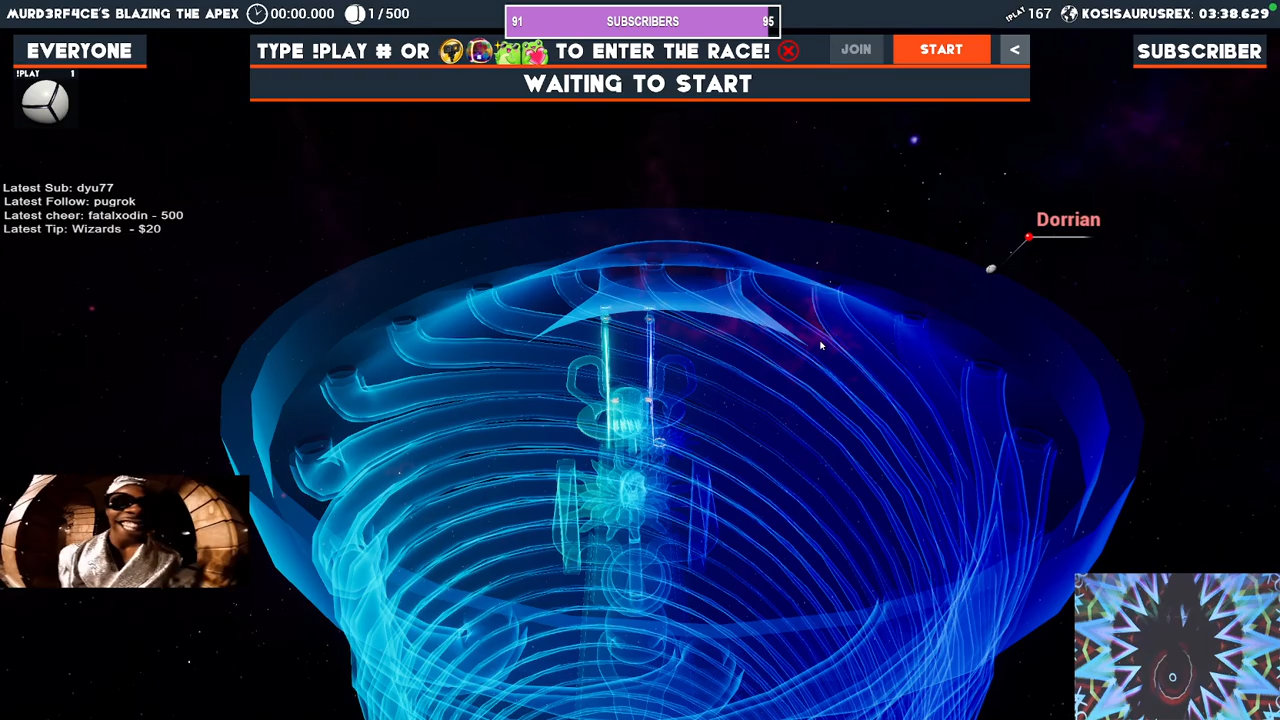 MURD3RF4CE'S BLAZING THE APEX
00:00.000
1/500
91 SUBSCRIBERS 95
!PLAY 167
KOSISAURUSREX: 03:38.629
EVERYONE
TYPE !PLAY # OR TO ENTER THE RACE!
JOIN
START
<
SUBSCRIBER
!PLAY 1
WAITING TO START
Latest Sub: dyu77
Latest Follow: pugrok
Latest cheer: fatalxodin - 500
Latest Tip: Wizards - $20
Dorrian